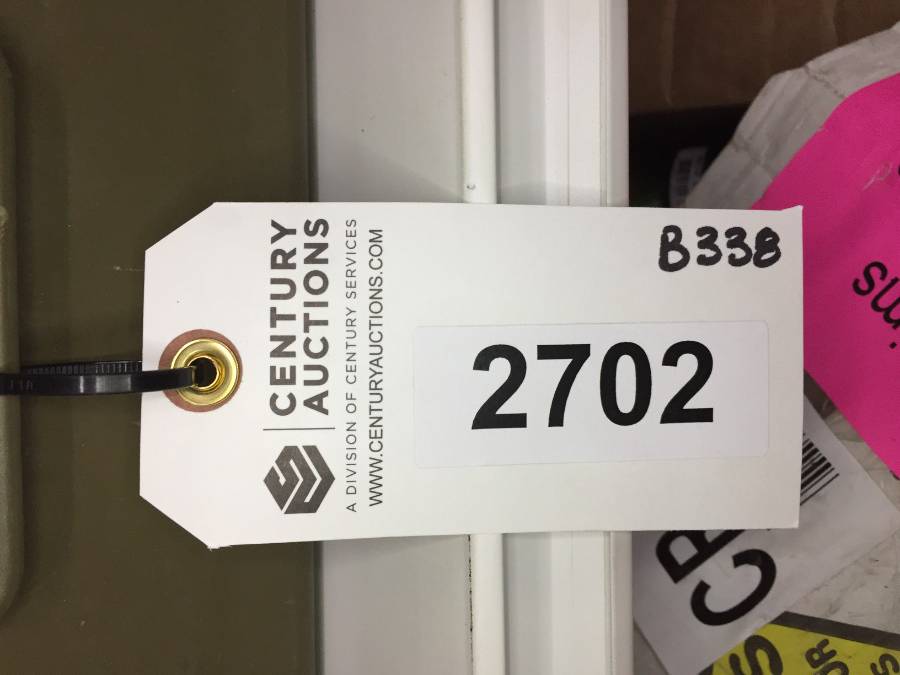 CENTURY
AUCTIONS
A DIVISION OF CENTURY SERVICES
WWW.CENTURYAUCTIONS.COM
B338
2702